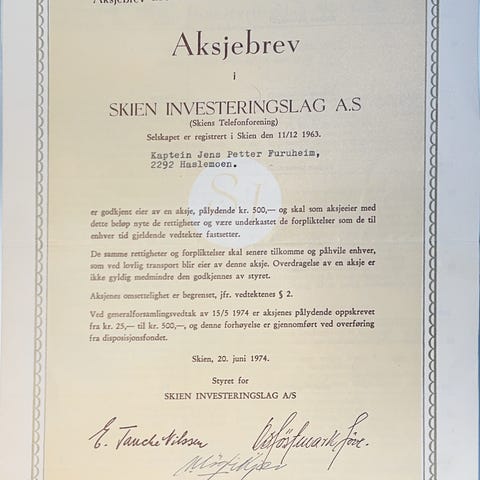 Aksjebrev
Aksjebrev
i
SKIEN INVESTERINGSLAG A.S
(Skiens Telefonforening)
Selskapet er registrert i Skien den 11/12 1963.
Kaptein Jens Petter Furuheim,
2292 Haslemoen.
er godkjent eier av en aksje, pålydende kr. 500,— og skal som aksjeeier med
dette beløp nyte de rettigheter og være underkastet de forpliktelser som de til
enhver tid gjeldende vedtekter fastsetter.
De samme rettigheter og forpliktelser skal senere tilkomme og påhvile enhver,
som ved lovlig transport blir eier av denne aksje. Overdragelse av en aksje er
ikke gyldig medmindre den godkjennes av styret.
Aksjenes omsettelighet er begrenset, jfr. vedtektenes § 2.
Ved generalforsamlingsvedtak av 15/5 1974 er aksjenes pålydende oppskrevet
fra kr. 25,— til kr. 500,—, og denne forhøyelse er gjennomført ved overføring
fra disposisjonsfondet.
Skien, 20. juni 1974.
Styret for
SKIEN INVESTERINGSLAG A/S
E. Tanche Nilssen